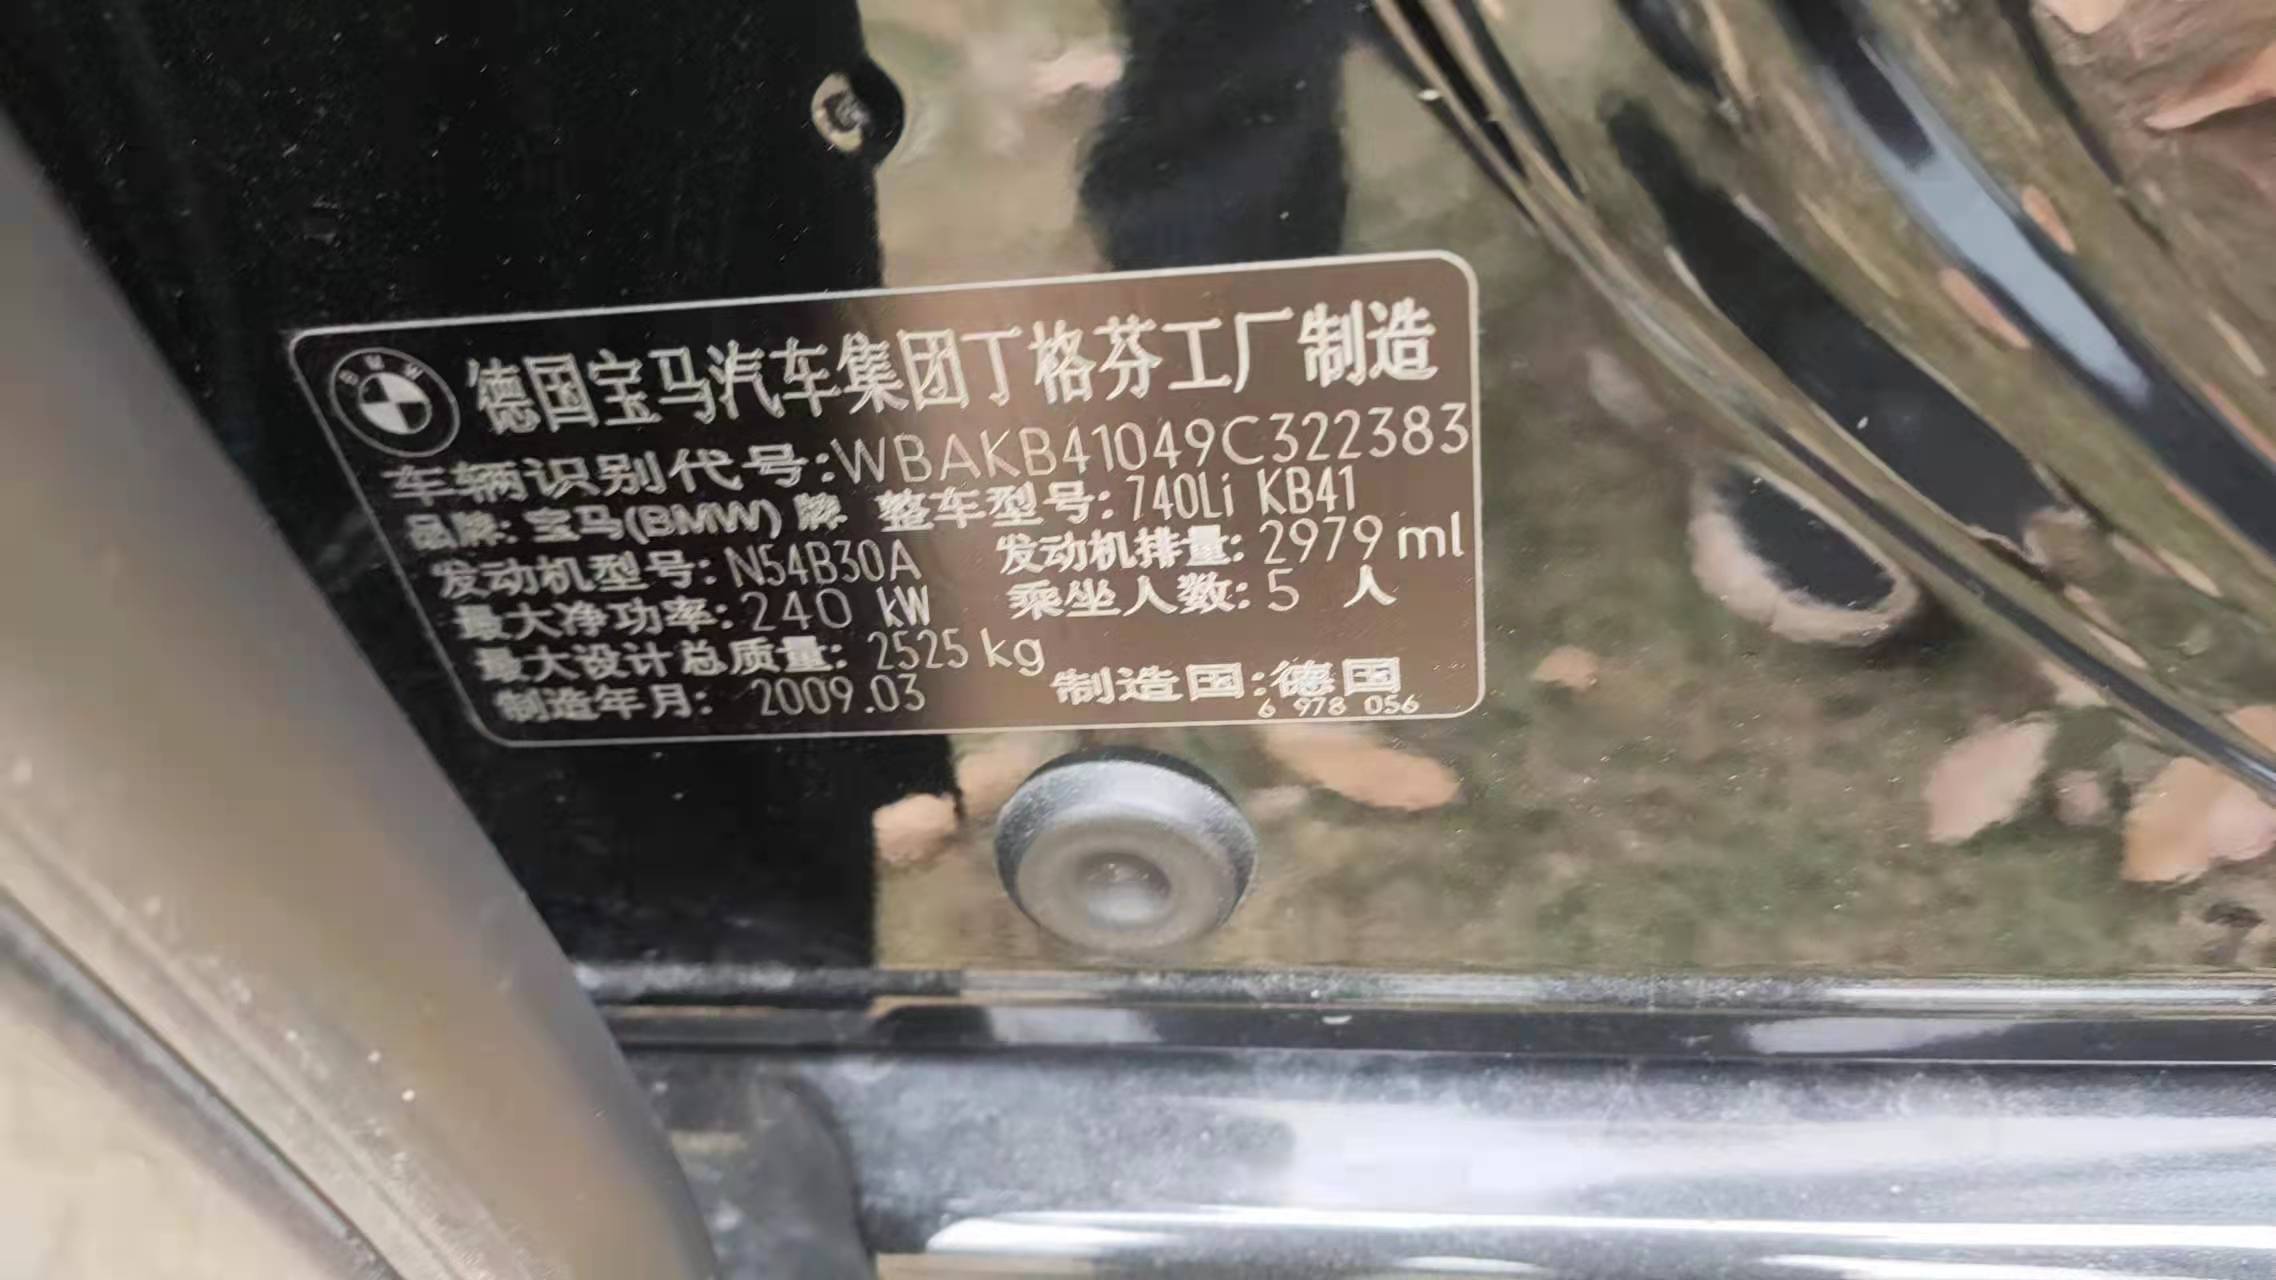 BMW
德国宝马汽车集团丁格芬工厂制造
车辆识别代号:WBAKB41049C322383
品牌: 宝马(BMW)牌 整车型号: 740Li KB41
发动机型号: N54B30A 发动机排量: 2979 ml
最大净功率: 240 kW 乘坐人数: 5 人
最大设计总质量: 2525 kg
制造年月: 2009.03 制造国:德国
6 978 056